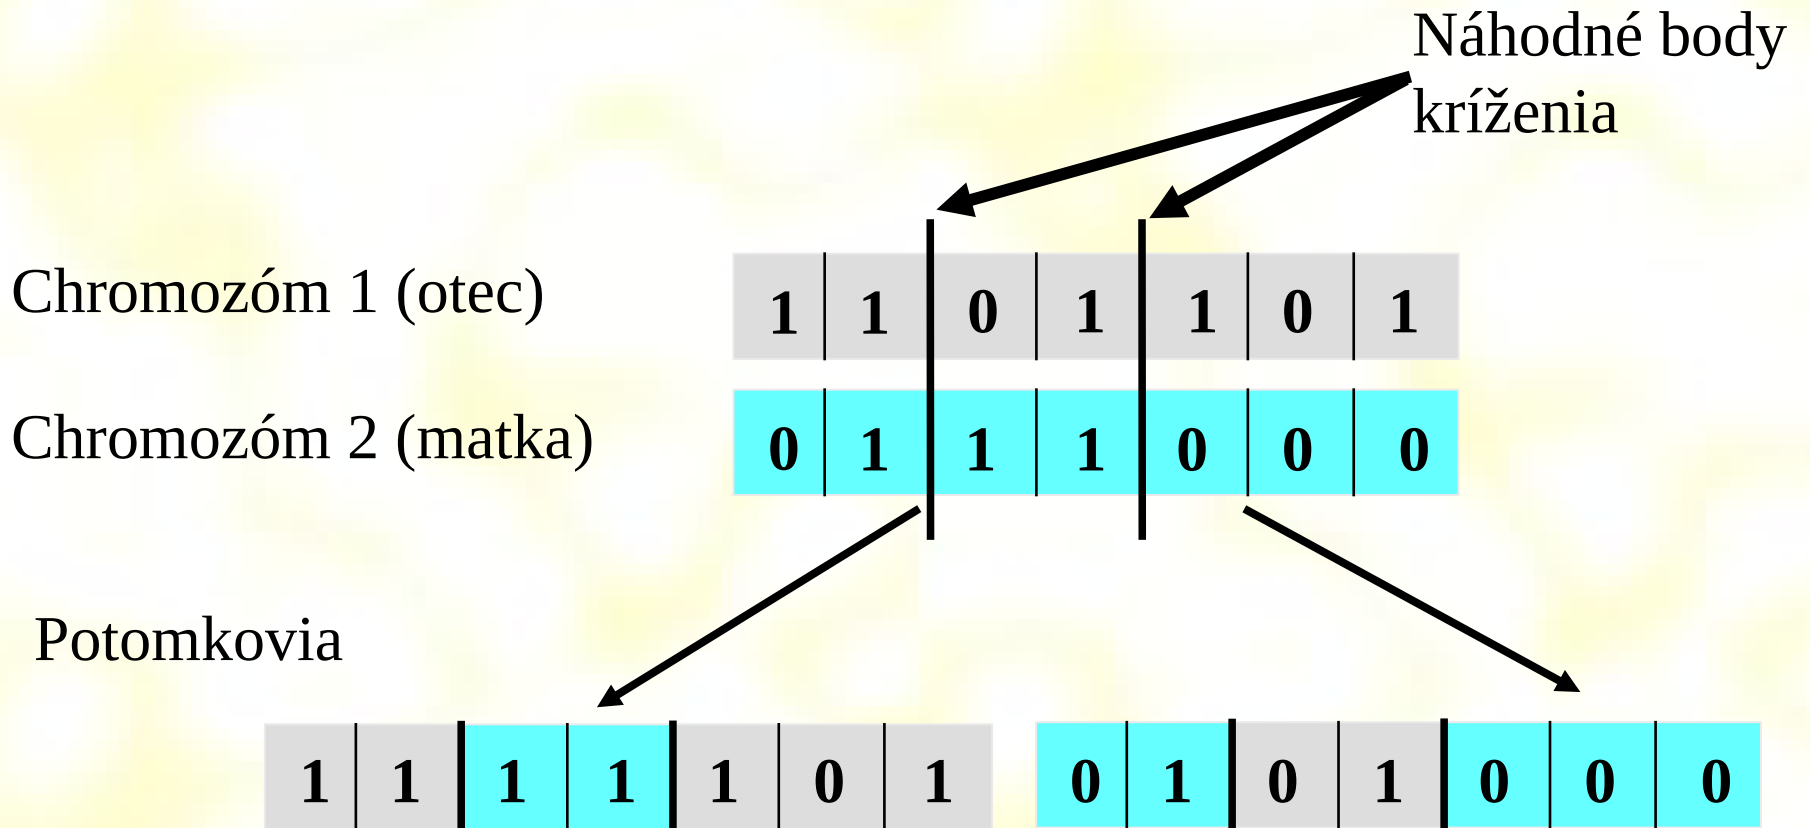 Náhodné body
kríženia
Chromozóm 1 (otec)
1 1 0 1 1 0 1
Chromozóm 2 (matka)
0 1 1 1 0 0 0
Potomkovia
1 1 1 1 1 0 1
0 1 0 1 0 0 0